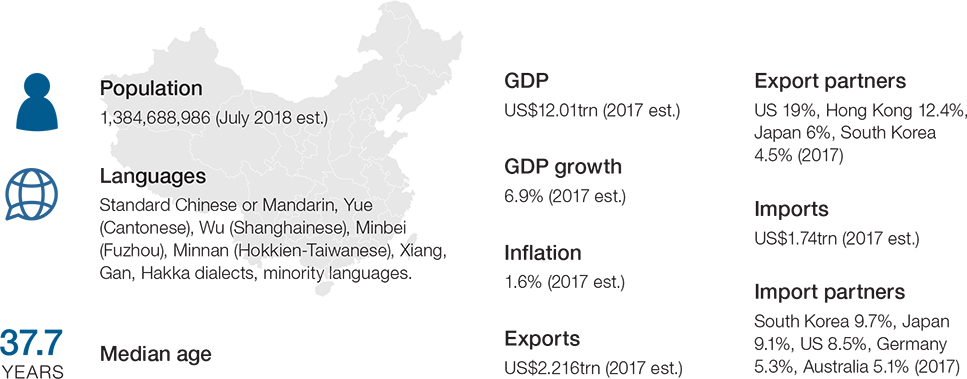 Population
1,384,688,986 (July 2018 est.)
Languages
Standard Chinese or Mandarin, Yue
(Cantonese), Wu (Shanghainese), Minbei
(Fuzhou), Minnan (Hokkien-Taiwanese), Xiang,
Gan, Hakka dialects, minority languages.
37.7
YEARS
Median age
GDP
US$12.01trn (2017 est.)
GDP growth
6.9% (2017 est.)
Inflation
1.6% (2017 est.)
Exports
US$2.216trn (2017 est.)
Export partners
US 19%, Hong Kong 12.4%,
Japan 6%, South Korea
4.5% (2017)
Imports
US$1.74trn (2017 est.)
Import partners
South Korea 9.7%, Japan
9.1%, US 8.5%, Germany
5.3%, Australia 5.1% (2017)